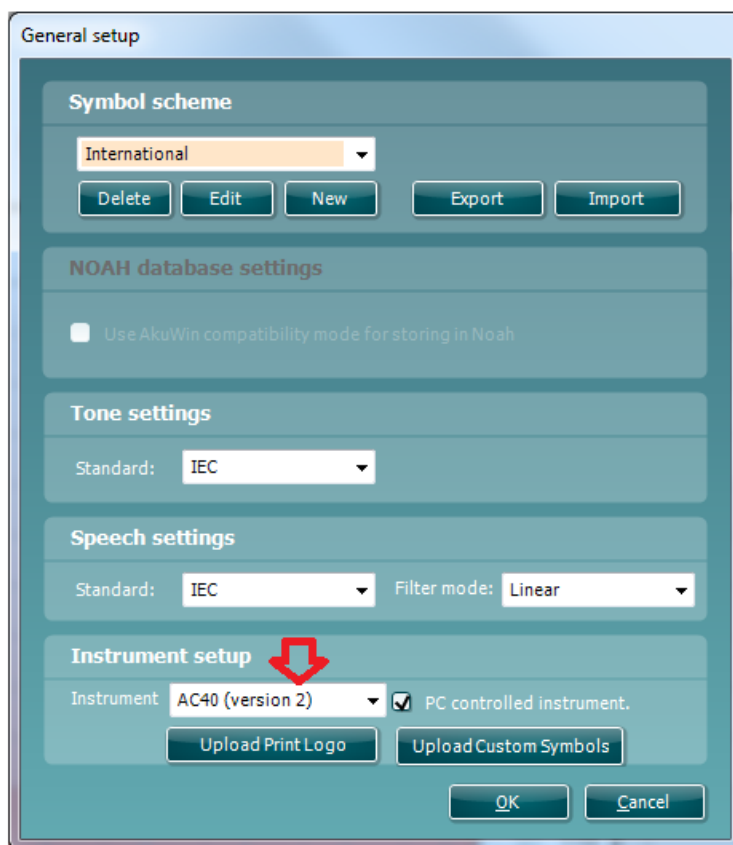 General setup
Symbol scheme
International
Delete Edit New Export Import
NOAH database settings
Use AkuWin compatibility mode for storing in Noah
Tone settings
Standard: IEC
Speech settings
Standard: IEC Filter mode: Linear
Instrument setup
Instrument AC40 (version 2) PC controlled instrument.
Upload Print Logo Upload Custom Symbols
OK Cancel